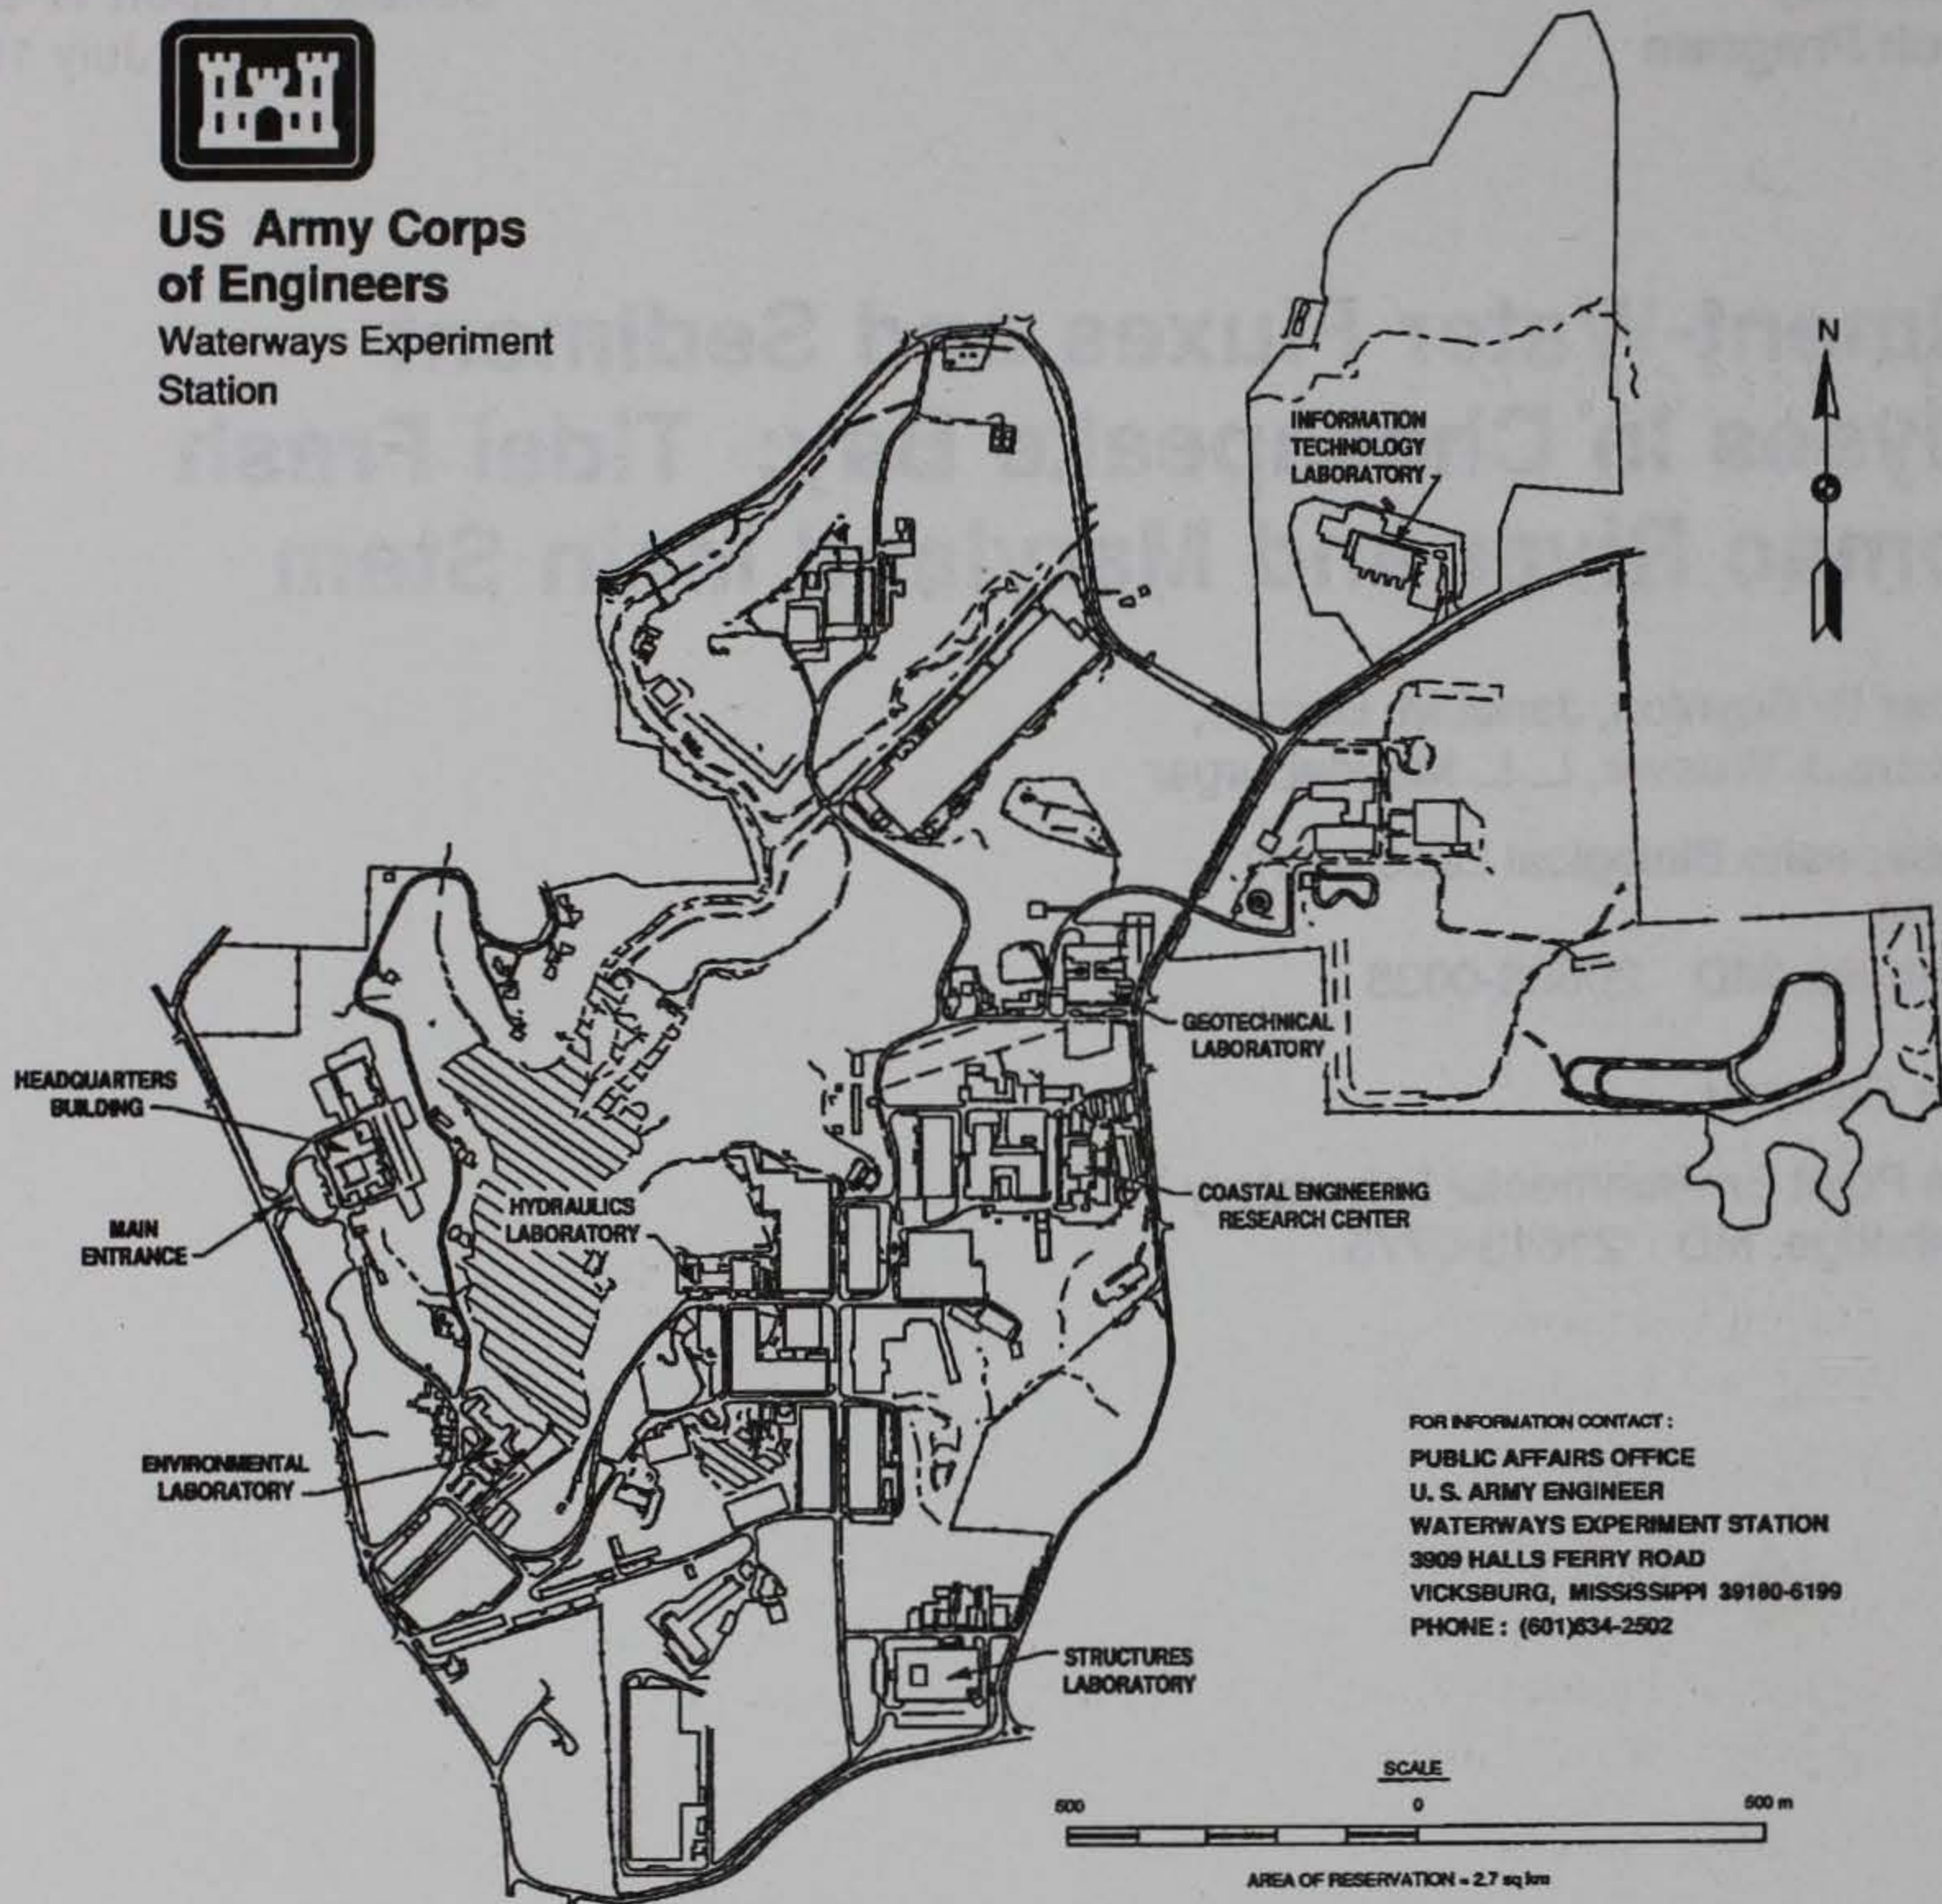 US Army Corps
of Engineers
Waterways Experiment
Station
N
INFORMATION
TECHNOLOGY
LABORATORY
GEOTECHNICAL
LABORATORY
HEADQUARTERS
BUILDING
MAIN
ENTRANCE
HYDRAULICS
LABORATORY
COASTAL ENGINEERING
RESEARCH CENTER
ENVIRONMENTAL
LABORATORY
STRUCTURES
LABORATORY
FOR INFORMATION CONTACT :
PUBLIC AFFAIRS OFFICE
U. S. ARMY ENGINEER
WATERWAYS EXPERIMENT STATION
3909 HALLS FERRY ROAD
VICKSBURG, MISSISSIPPI 39180-6199
PHONE : (601)634-2502
SCALE
500 0 500 m
AREA OF RESERVATION = 2.7 sq km